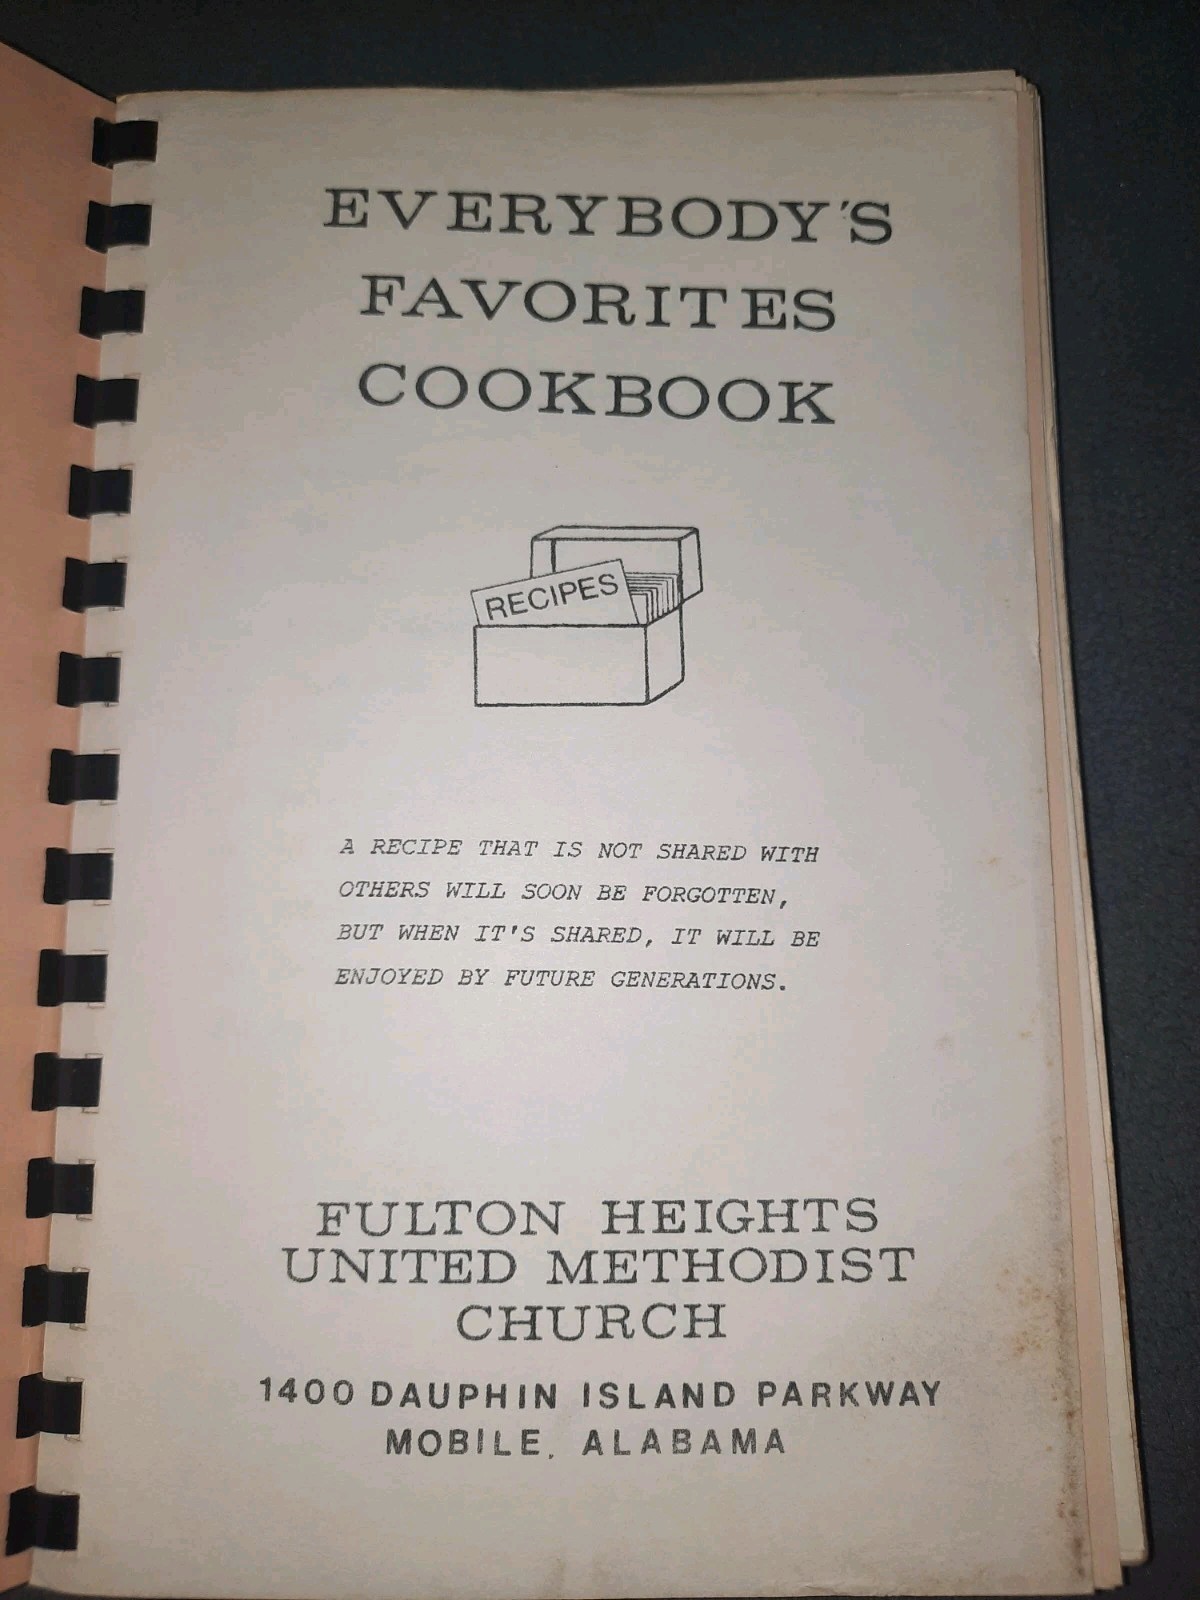 EVERYBODY'S
FAVORITES
COOKBOOK
RECIPES
A RECIPE THAT IS NOT SHARED WITH
OTHERS WILL SOON BE FORGOTTEN,
BUT WHEN IT'S SHARED, IT WILL BE
ENJOYED BY FUTURE GENERATIONS.
FULTON HEIGHTS
UNITED METHODIST
CHURCH
1400 DAUPHIN ISLAND PARKWAY
MOBILE, ALABAMA